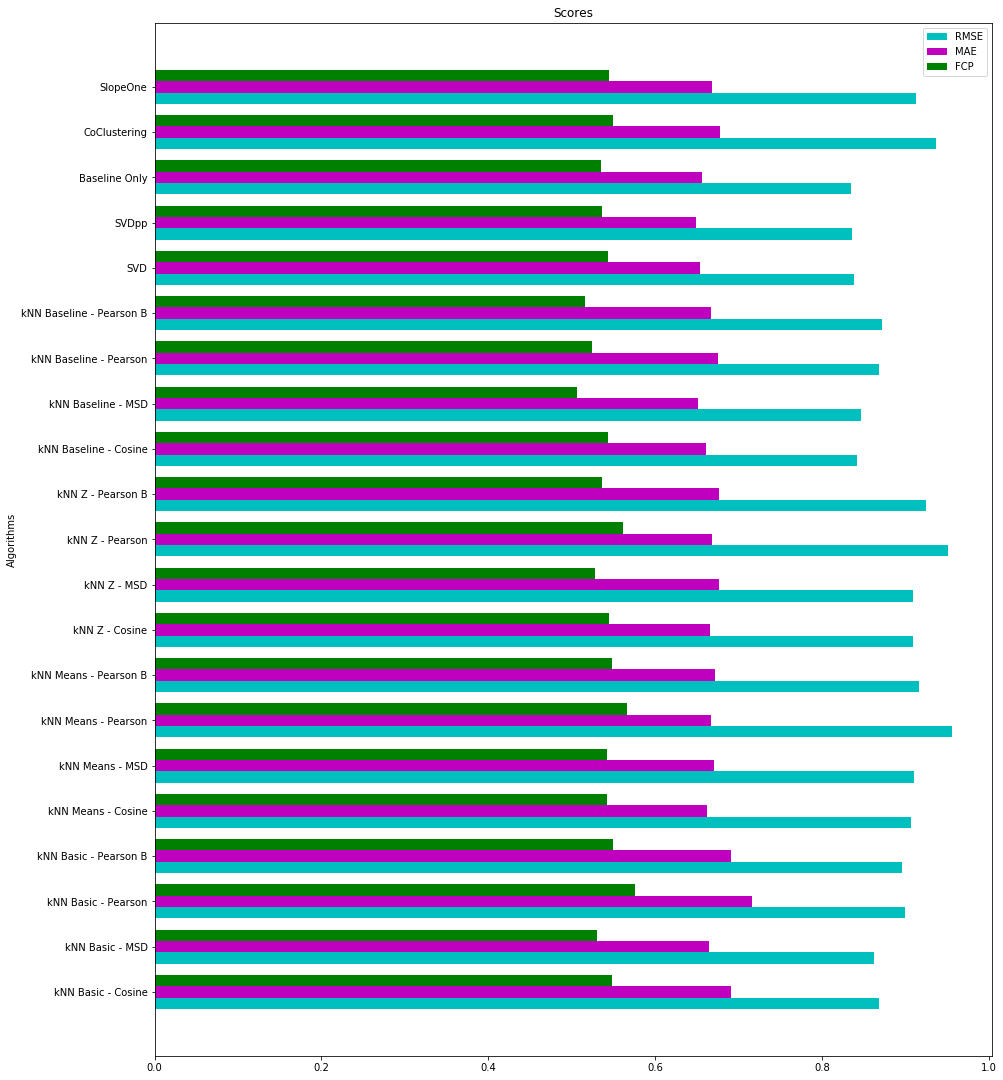 Scores
RMSE
MAE
FCP
SlopeOne
CoClustering
Baseline Only
SVDpp
SVD
kNN Baseline - Pearson B
kNN Baseline - Pearson
kNN Baseline - MSD
kNN Baseline - Cosine
kNN Z - Pearson B
kNN Z - Pearson
kNN Z - MSD
kNN Z - Cosine
kNN Means - Pearson B
kNN Means - Pearson
kNN Means - MSD
kNN Means - Cosine
kNN Basic - Pearson B
kNN Basic - Pearson
kNN Basic - MSD
kNN Basic - Cosine
Algorithms
0.0 0.2 0.4 0.6 0.8 1.0